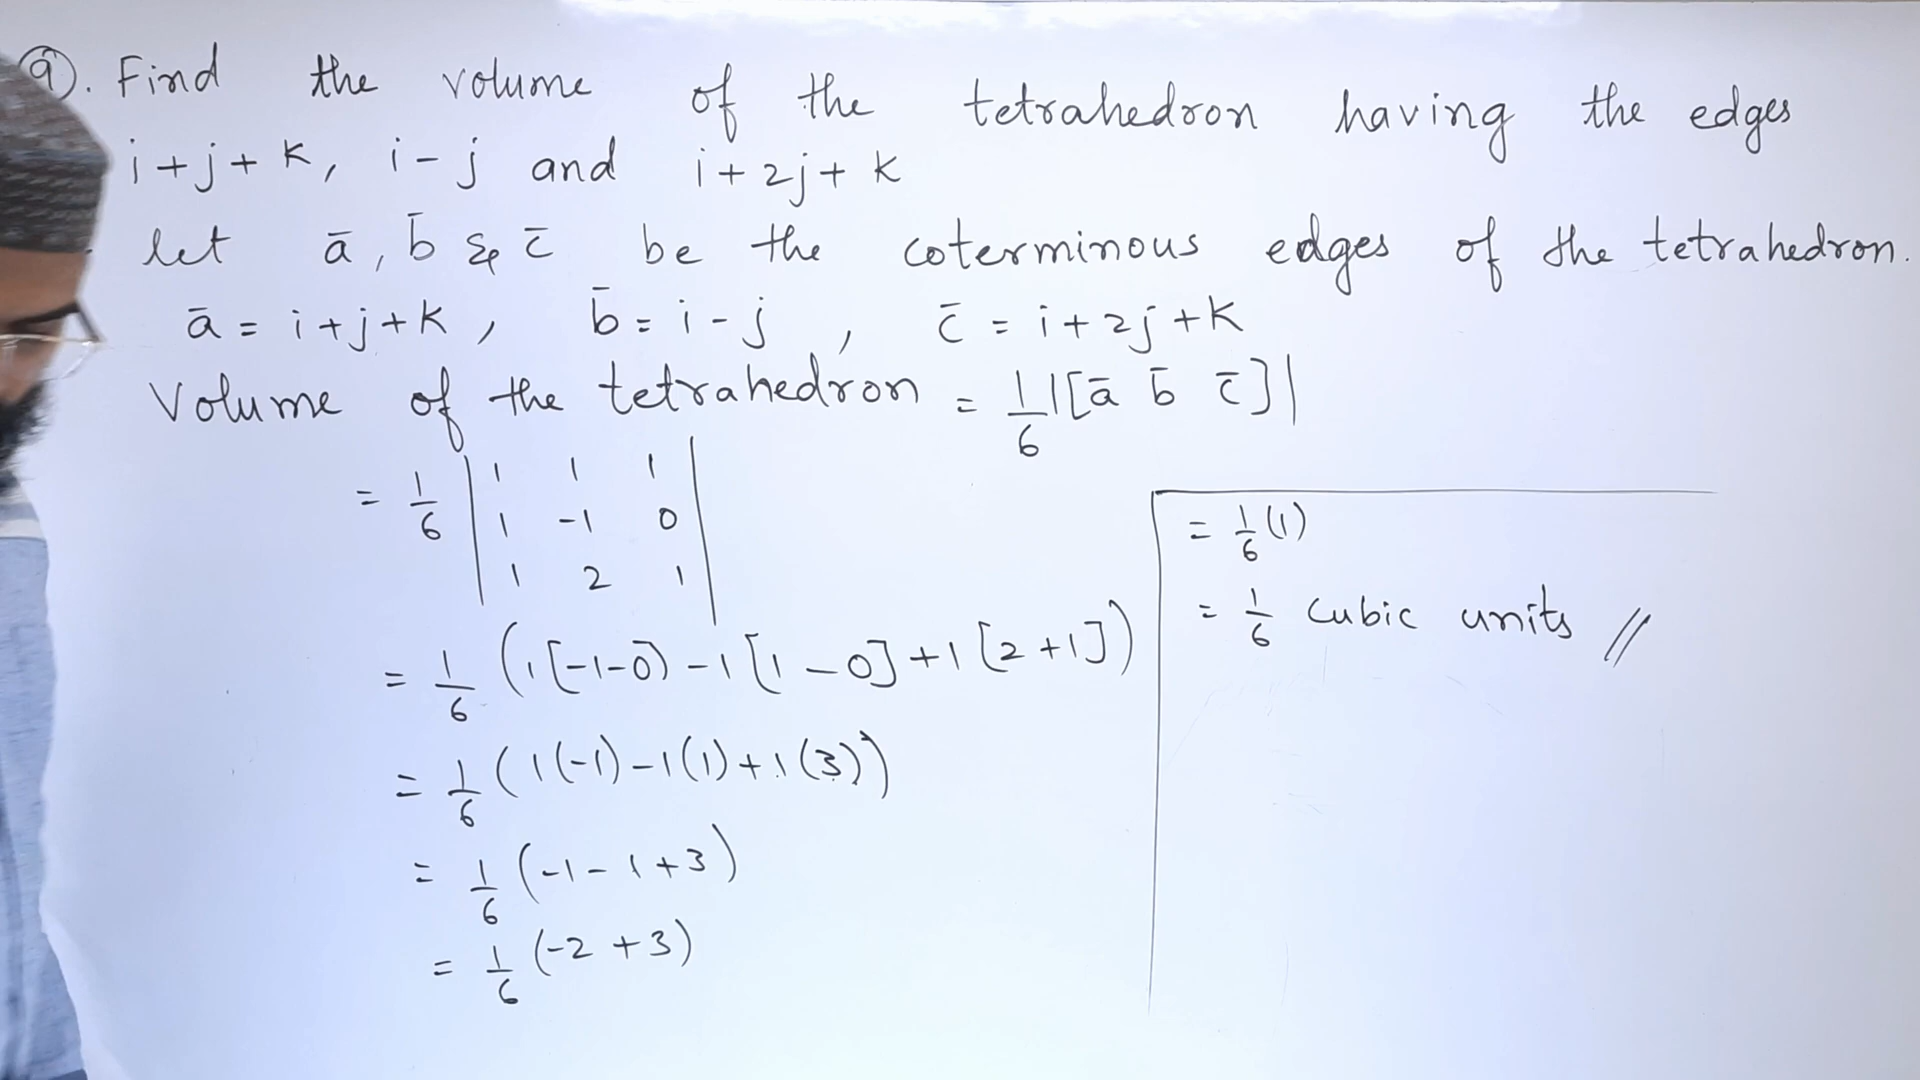 9). Find the volume of the tetrahedron having the edges
i+j+k, i-j and i+2j+k
let ā, b̄ & c̄ be the coterminous edges of the tetrahedron.
ā = i+j+k, b̄ = i-j, c̄ = i+2j+k
Volume of the tetrahedron = 1/6 |[ā b̄ c̄]|
= 1/6 | 1 1 1
1 -1 0
1 2 1 |
= 1/6 (1[-1-0) -1[1-0]+1[2+1])
= 1/6 (1(-1)-1(1)+1(3))
= 1/6 (-1-1+3)
= 1/6 (-2+3)
= 1/6 (1)
= 1/6 cubic units //